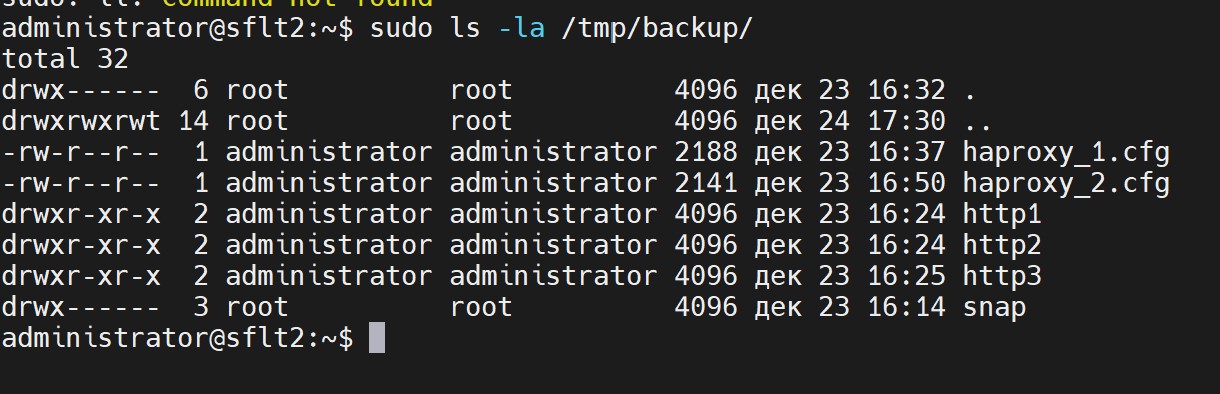 sudo: ll: command not found
administrator@sflt2:~$ sudo ls -la /tmp/backup/
total 32
drwx------  6 root          root          4096 дек 23 16:32 .
drwxrwxrwt 14 root          root          4096 дек 24 17:30 ..
-rw-r--r--  1 administrator administrator 2188 дек 23 16:37 haproxy_1.cfg
-rw-r--r--  1 administrator administrator 2141 дек 23 16:50 haproxy_2.cfg
drwxr-xr-x  2 administrator administrator 4096 дек 23 16:24 http1
drwxr-xr-x  2 administrator administrator 4096 дек 23 16:24 http2
drwxr-xr-x  2 administrator administrator 4096 дек 23 16:25 http3
drwx------  3 root          root          4096 дек 23 16:14 snap
administrator@sflt2:~$